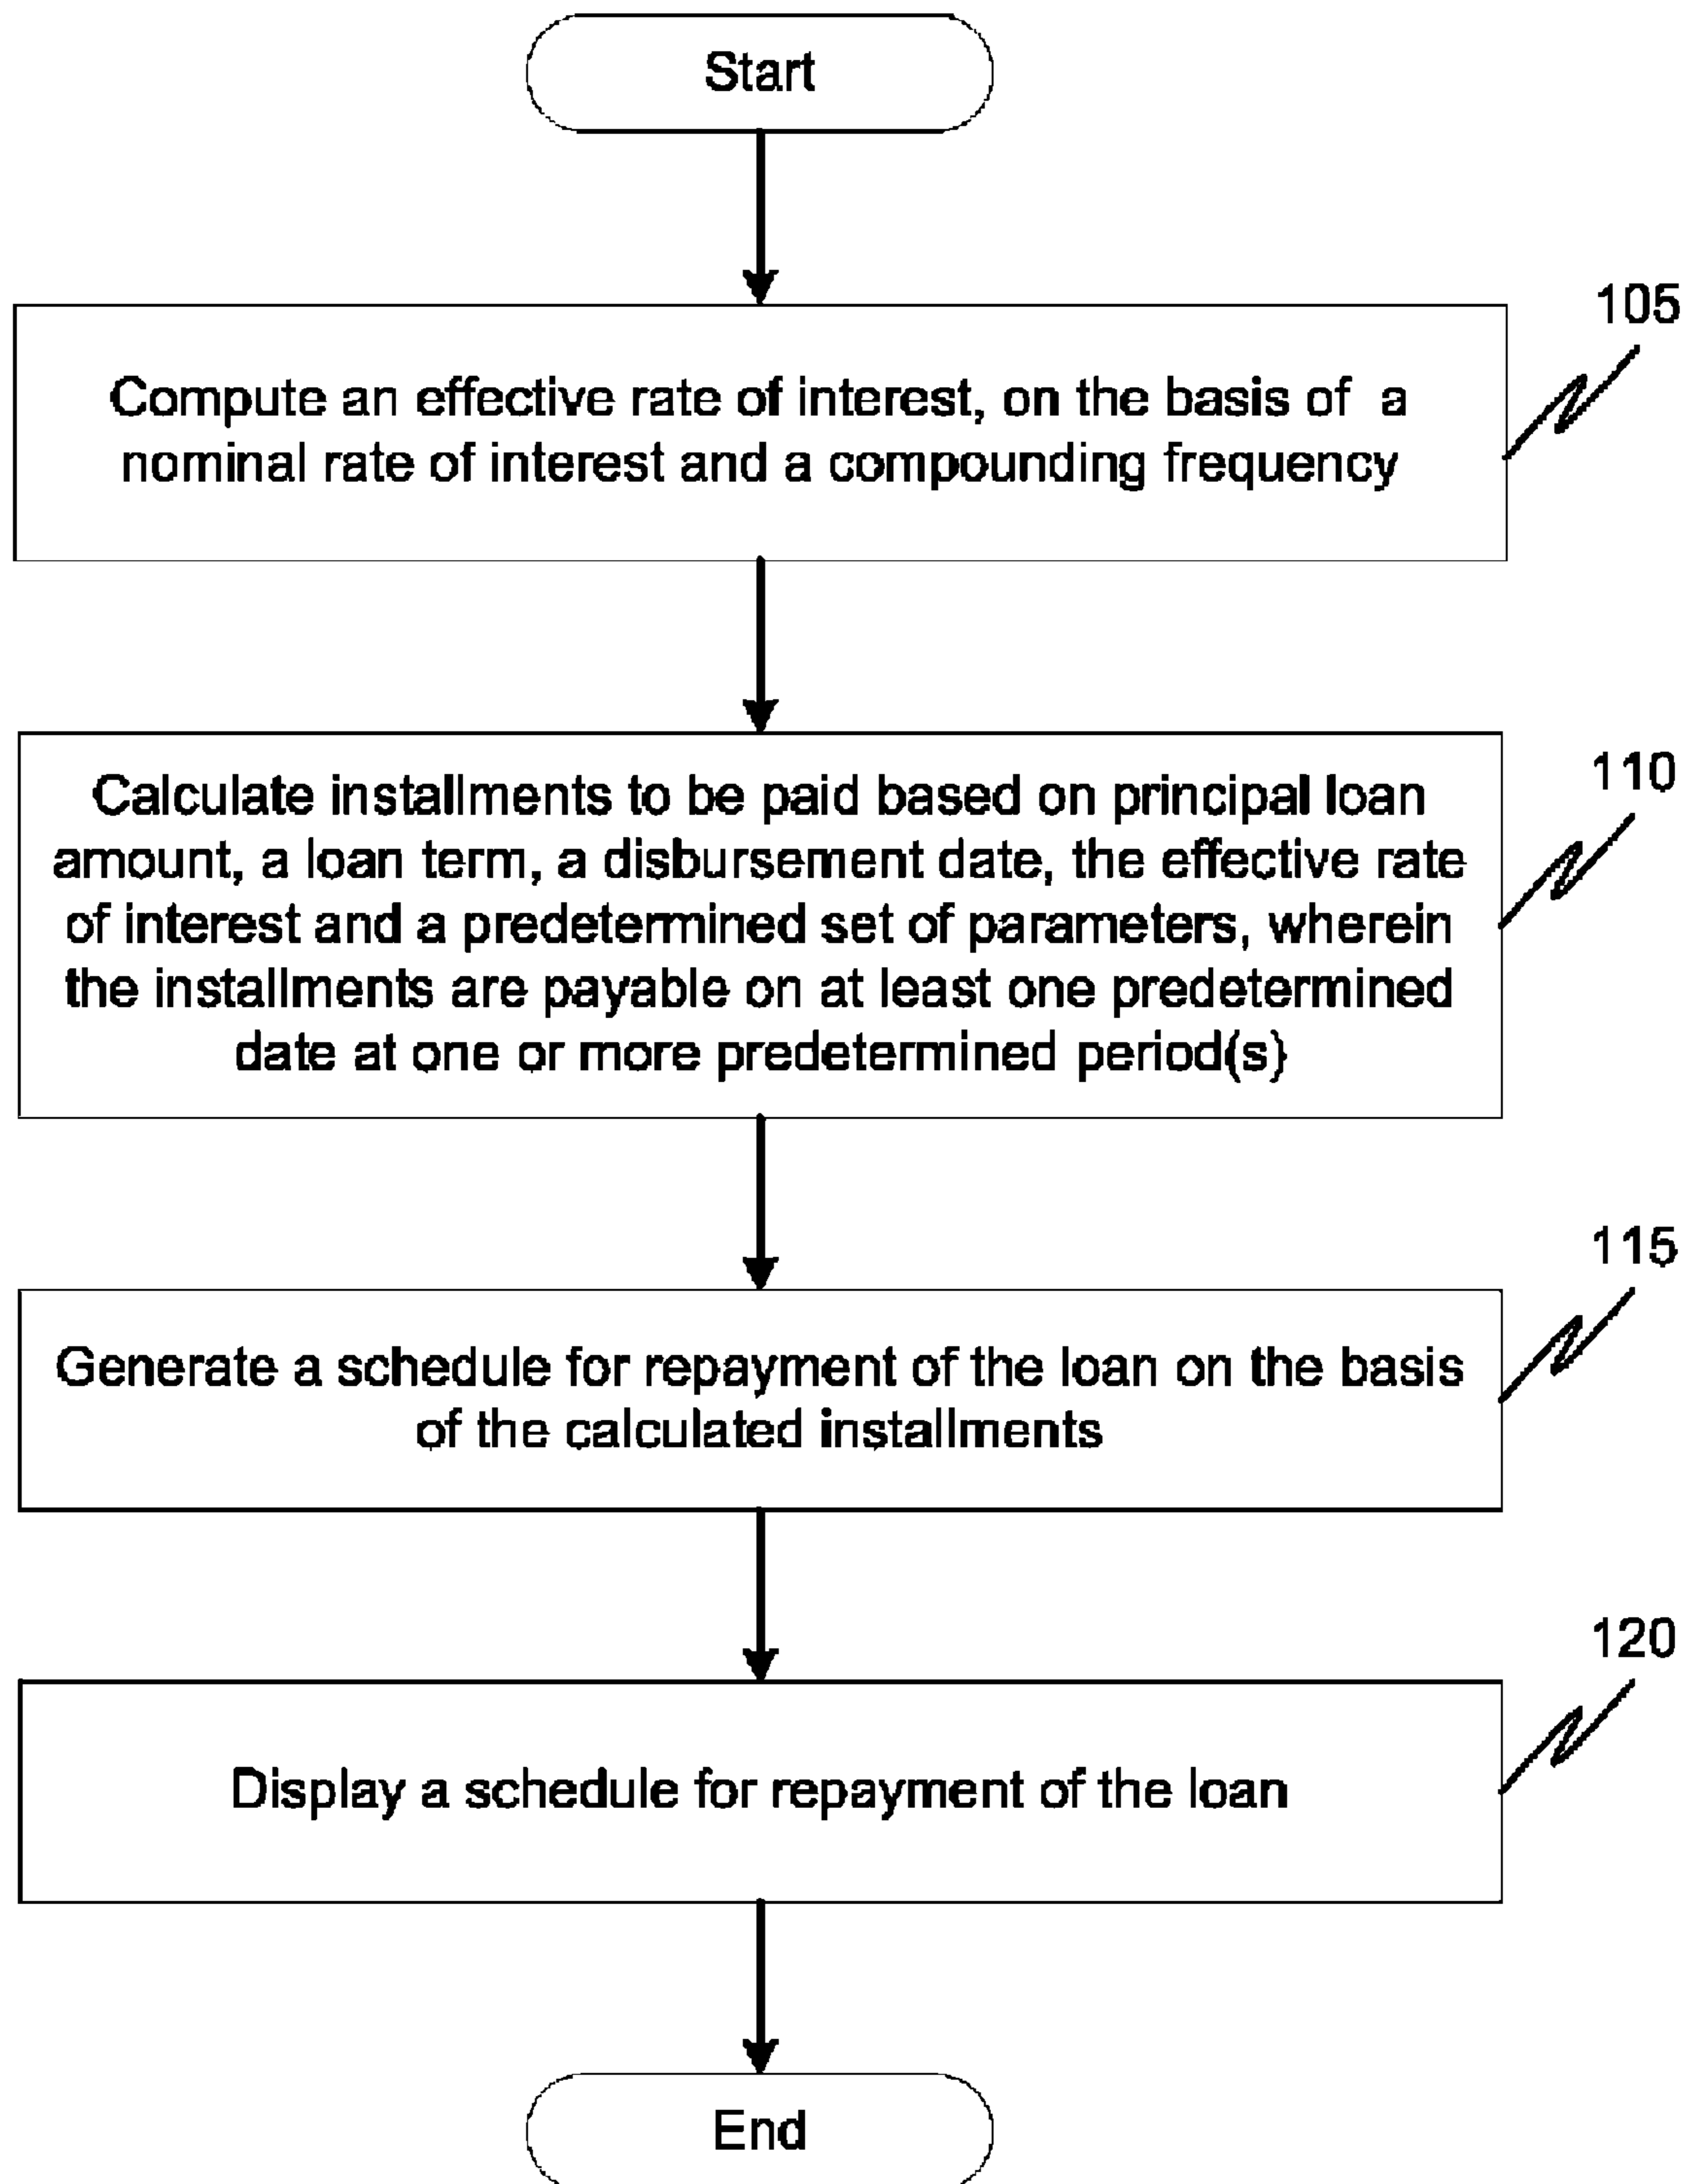 Start
105
Compute an effective rate of interest, on the basis of a
nominal rate of interest and a compounding frequency
110
Calculate installments to be paid based on principal loan
amount, a loan term, a disbursement date, the effective rate
of interest and a predetermined set of parameters, wherein
the installments are payable on at least one predetermined
date at one or more predetermined period(s)
115
Generate a schedule for repayment of the loan on the basis
of the calculated installments
120
Display a schedule for repayment of the loan
End